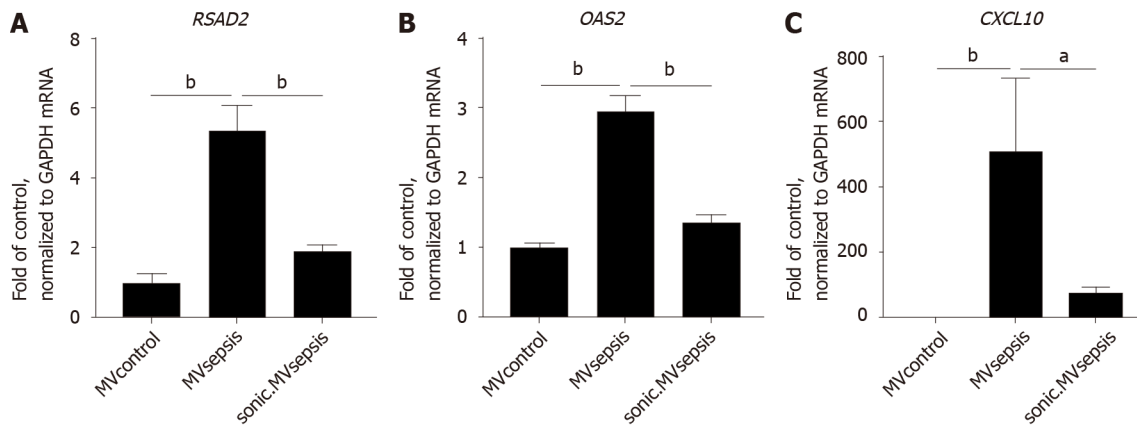 A
RSAD2
Fold of control,
normalized to GAPDH mRNA
8
6
4
2
0
b
b
MVcontrol
MVsepsis
sonic.MVsepsis
B
OAS2
Fold of control,
normalized to GAPDH mRNA
4
3
2
1
0
b
b
MVcontrol
MVsepsis
sonic.MVsepsis
C
CXCL10
Fold of control,
normalized to GAPDH mRNA
800
600
400
200
0
b
a
MVcontrol
MVsepsis
sonic.MVsepsis